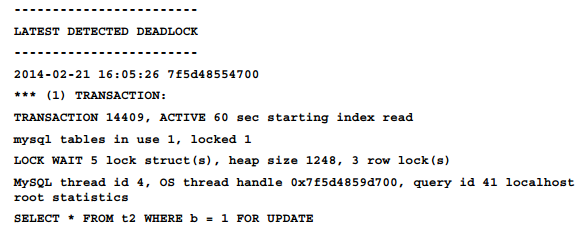 ------------------------
LATEST DETECTED DEADLOCK
------------------------
2014-02-21 16:05:26 7f5d48554700
*** (1) TRANSACTION:
TRANSACTION 14409, ACTIVE 60 sec starting index read
mysql tables in use 1, locked 1
LOCK WAIT 5 lock struct(s), heap size 1248, 3 row lock(s)
MySQL thread id 4, OS thread handle 0x7f5d4859d700, query id 41 localhost
root statistics
SELECT * FROM t2 WHERE b = 1 FOR UPDATE